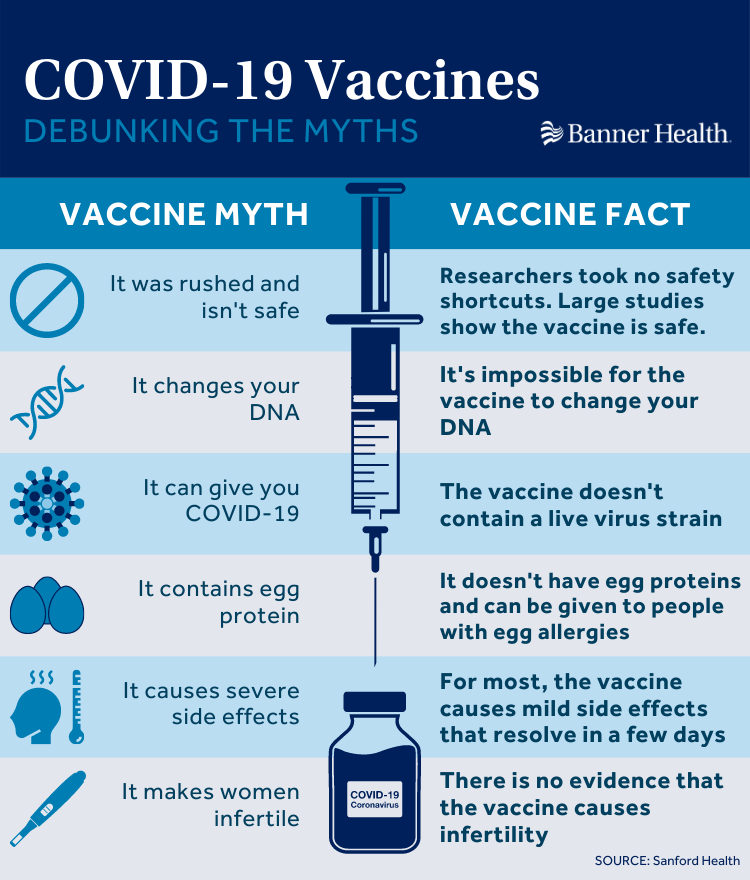 COVID-19 Vaccines
DEBUNKING THE MYTHS
Banner Health.
VACCINE MYTH
VACCINE FACT
It was rushed and
isn't safe
Researchers took no safety
shortcuts. Large studies
show the vaccine is safe.
It changes your
DNA
It's impossible for the
vaccine to change your
DNA
It can give you
COVID-19
The vaccine doesn't
contain a live virus strain
It contains egg
protein
It doesn't have egg proteins
and can be given to people
with egg allergies
It causes severe
side effects
For most, the vaccine
causes mild side effects
that resolve in a few days
It makes women
infertile
There is no evidence that
the vaccine causes
infertility
COVID-19
Coronavirus
SOURCE: Sanford Health